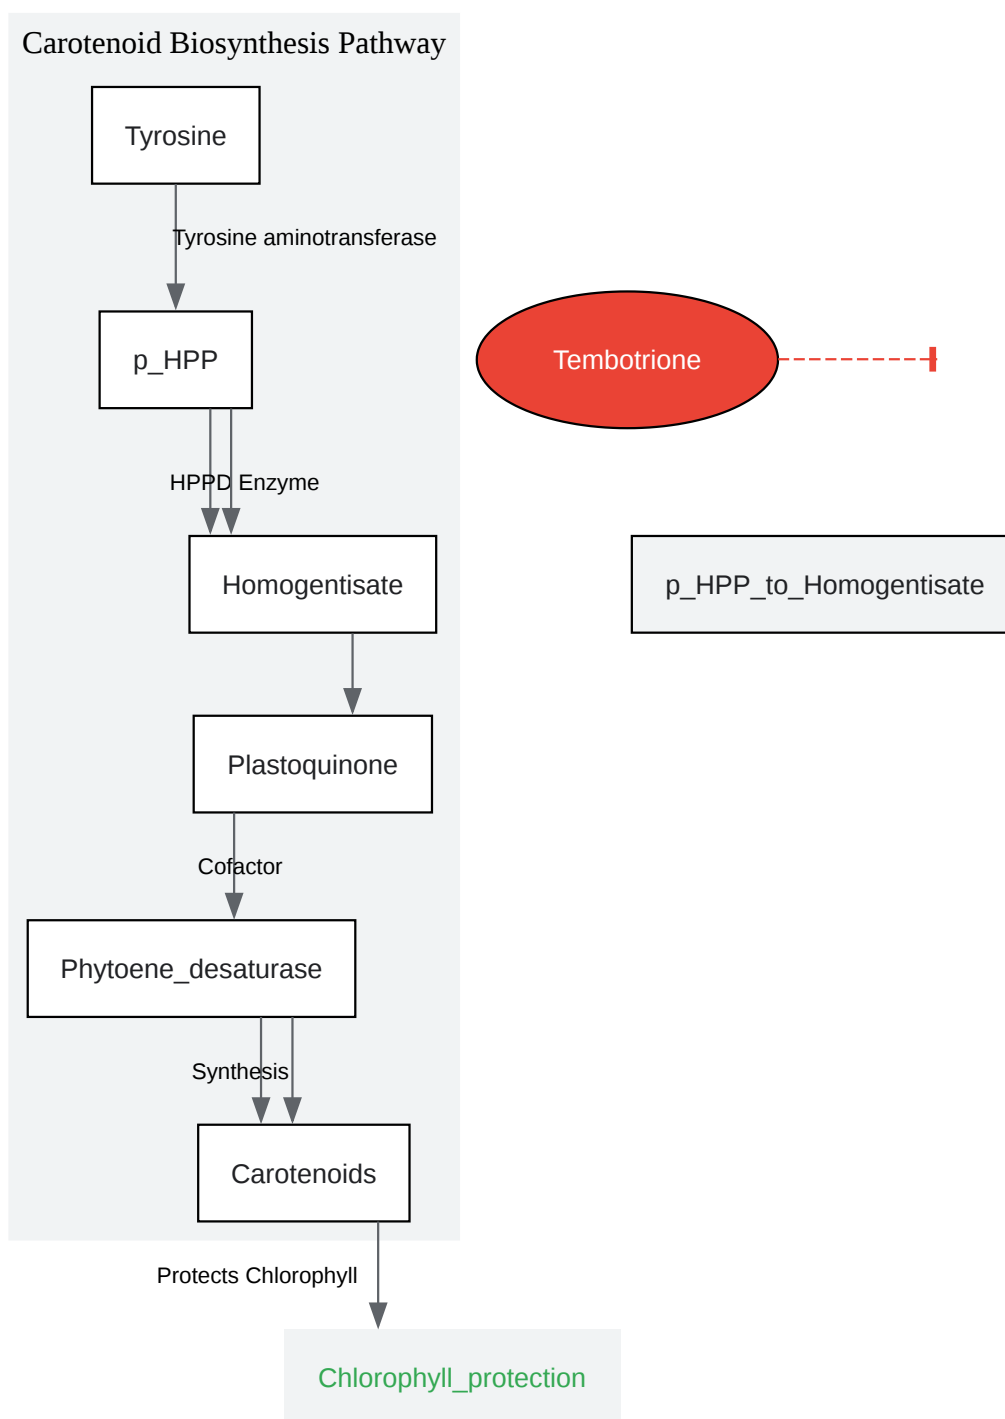 Carotenoid Biosynthesis Pathway
Tyrosine
Tyrosine aminotransferase
p_HPP
Tembotrione
HPPD Enzyme
Homogentisate
p_HPP_to_Homogentisate
Plastoquinone
Cofactor
Phytoene_desaturase
Synthesis
Carotenoids
Protects Chlorophyll
Chlorophyll_protection